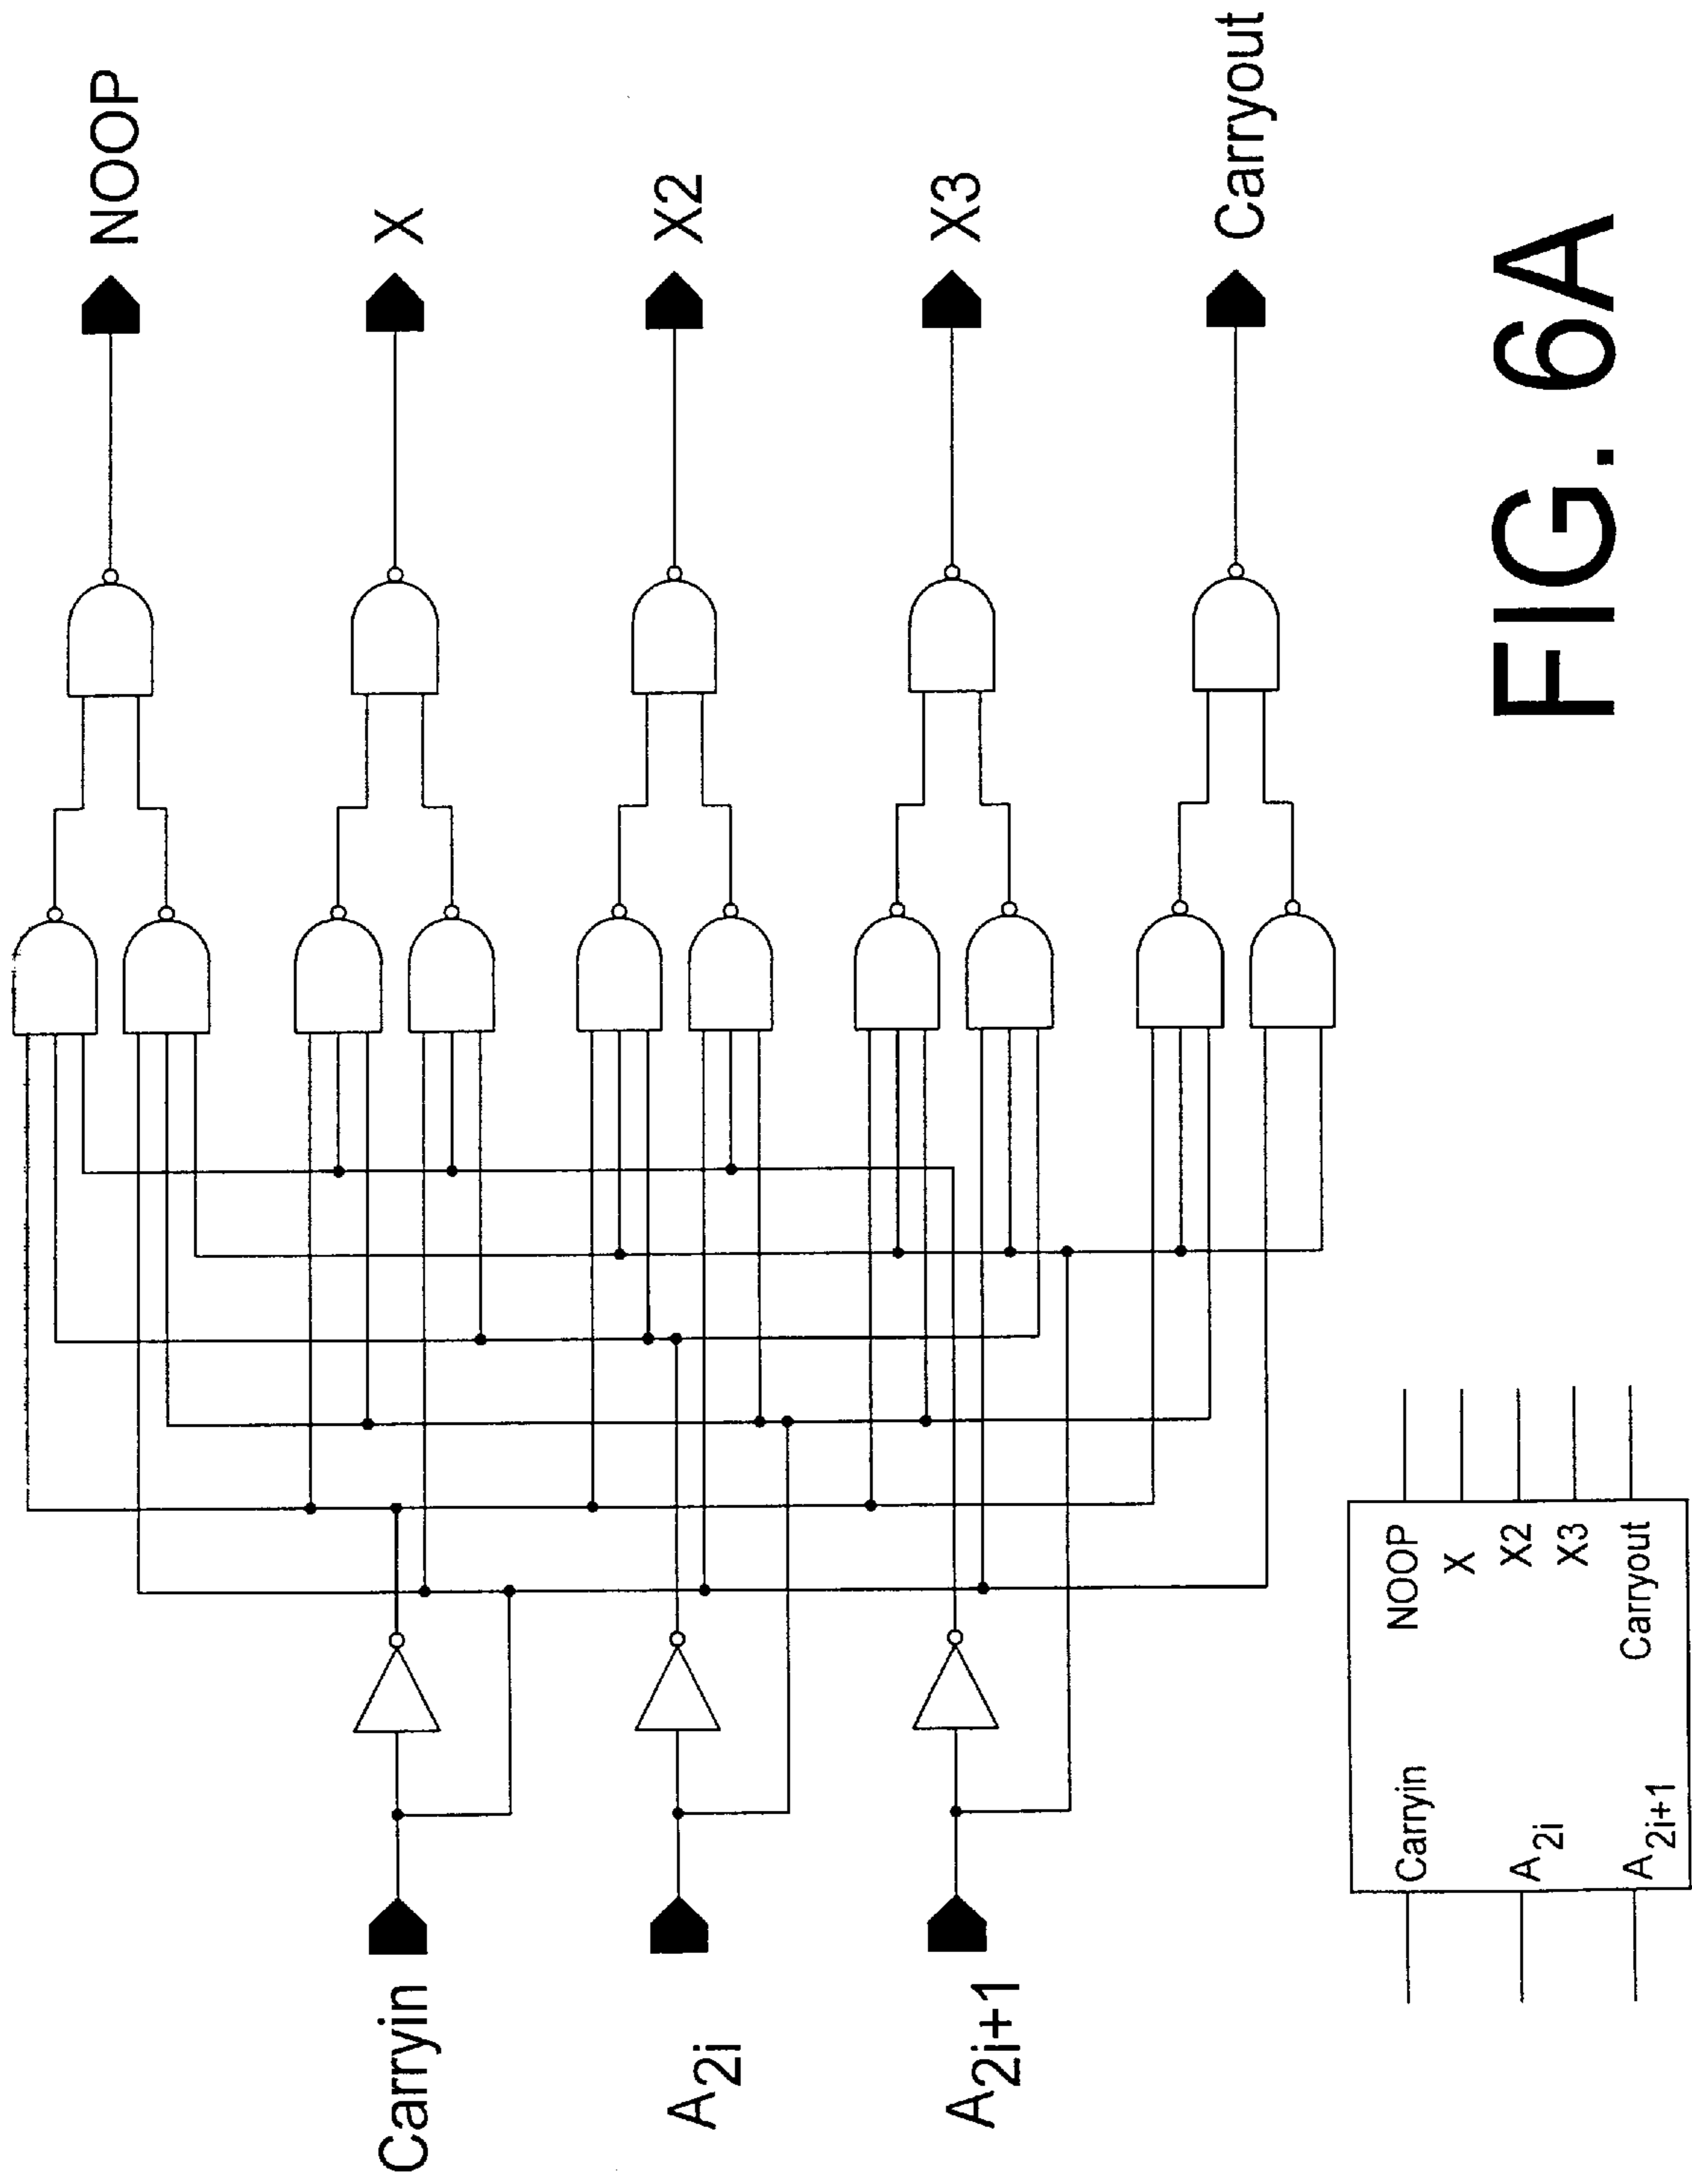 NOOP
X
X2
X3
Carryout
Carryin
A2i
A2i+1
Carryin
A2i
A2i+1
NOOP
X
X2
X3
Carryout
FIG. 6A